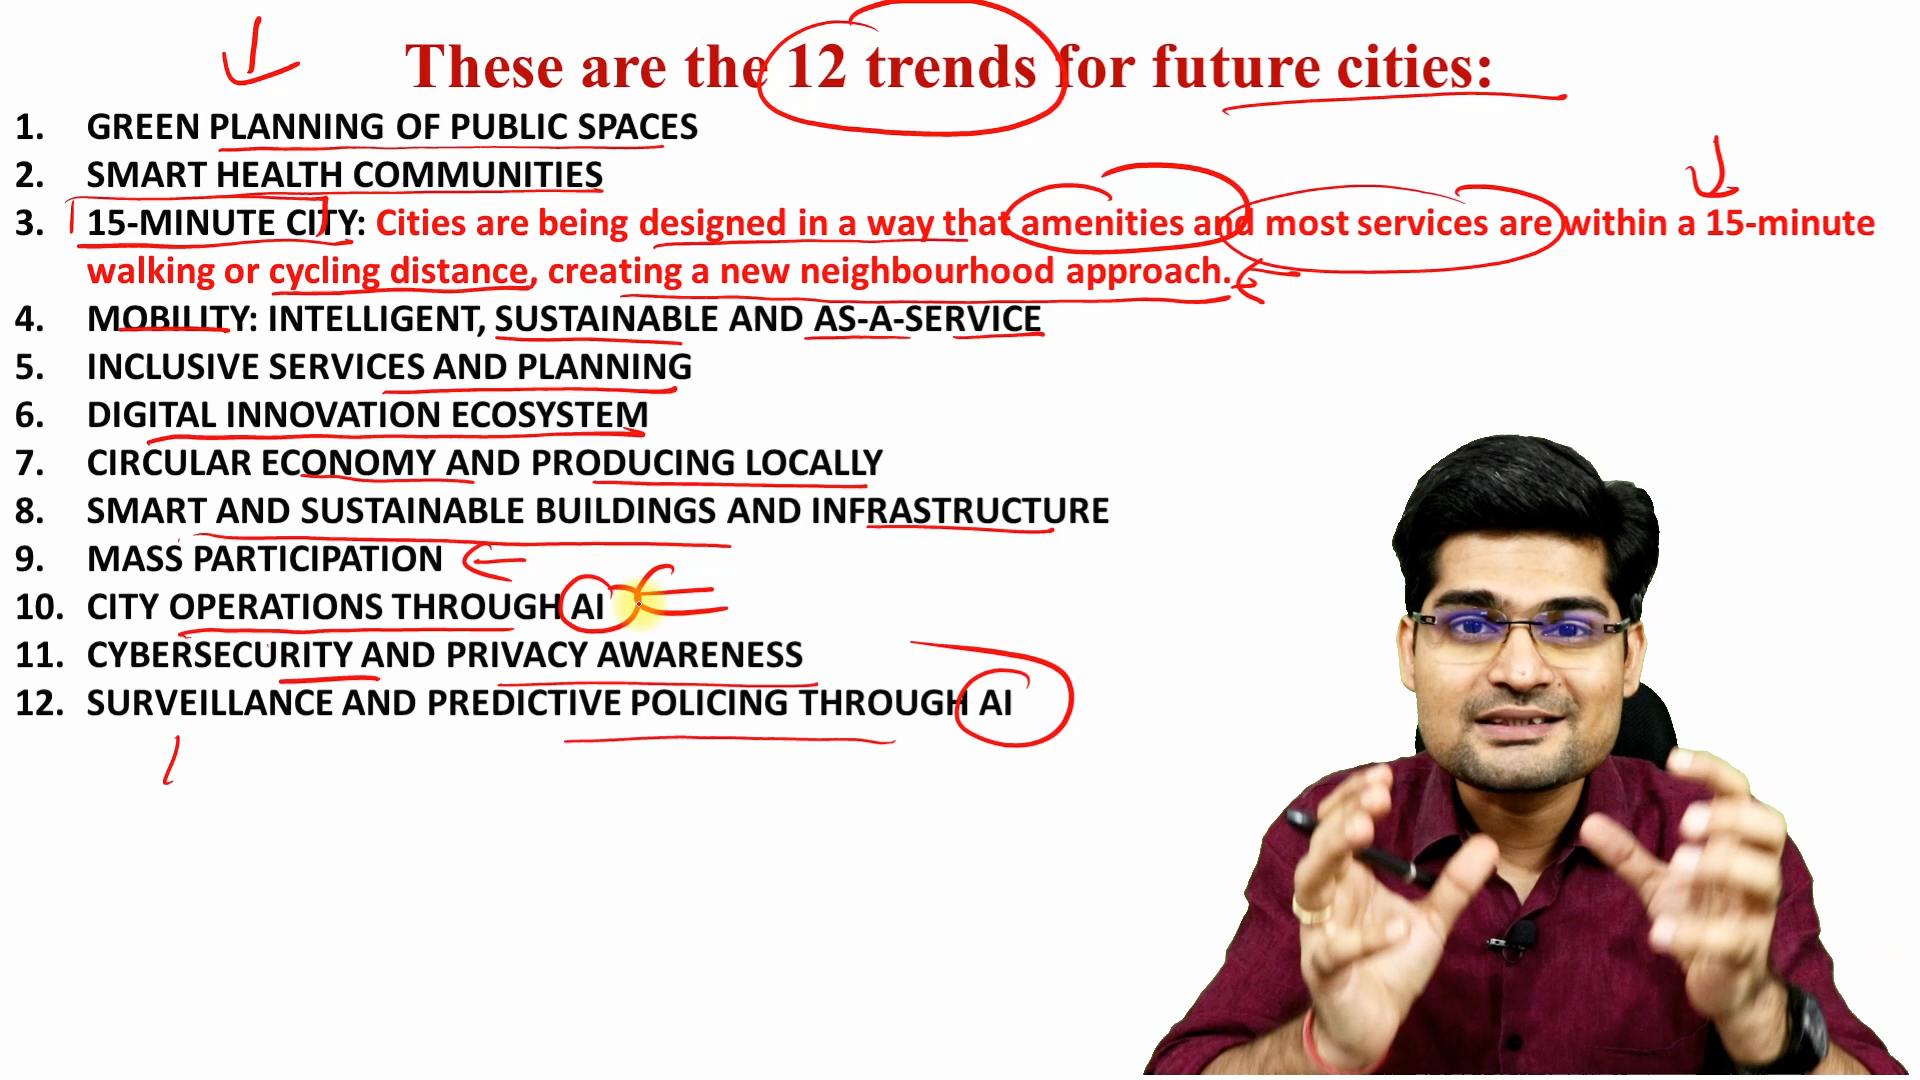 These are the 12 trends for future cities:
1. GREEN PLANNING OF PUBLIC SPACES
2. SMART HEALTH COMMUNITIES
3. 15-MINUTE CITY: Cities are being designed in a way that amenities and most services are within a 15-minute
walking or cycling distance, creating a new neighbourhood approach.
4. MOBILITY: INTELLIGENT, SUSTAINABLE AND AS-A-SERVICE
5. INCLUSIVE SERVICES AND PLANNING
6. DIGITAL INNOVATION ECOSYSTEM
7. CIRCULAR ECONOMY AND PRODUCING LOCALLY
8. SMART AND SUSTAINABLE BUILDINGS AND INFRASTRUCTURE
9. MASS PARTICIPATION
10. CITY OPERATIONS THROUGH AI
11. CYBERSECURITY AND PRIVACY AWARENESS
12. SURVEILLANCE AND PREDICTIVE POLICING THROUGH AI